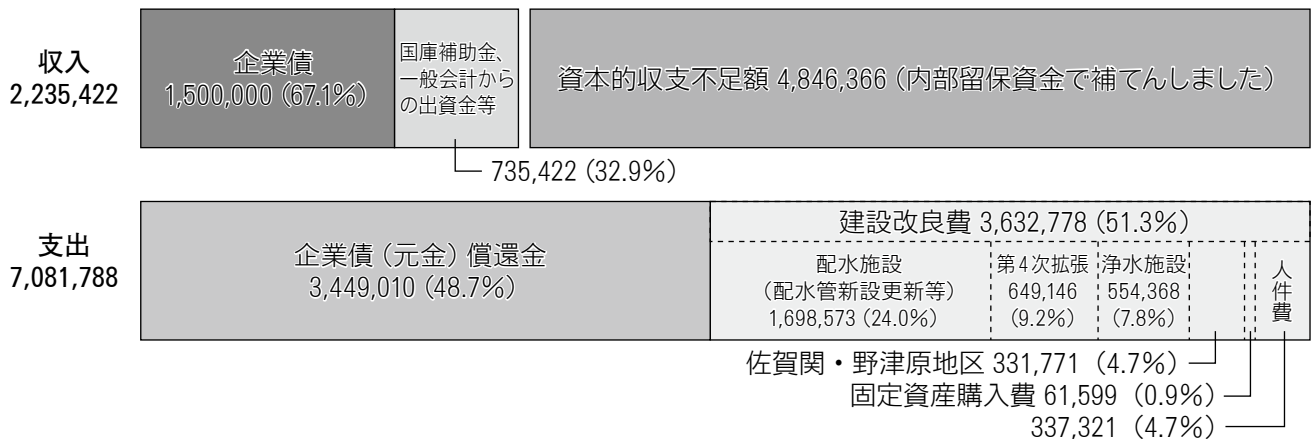 収入
2,235,422
企業債
1,500,000（67.1%）
国庫補助金、
一般会計から
の出資金等
資本的収支不足額 4,846,366（内部留保資金で補てんしました）
735,422（32.9%）
支出
7,081,788
企業債（元金）償還金
3,449,010（48.7%）
建設改良費 3,632,778（51.3%）
配水施設
（配水管新設更新等）
1,698,573（24.0%）
第4次拡張
649,146
（9.2%）
浄水施設
554,368
（7.8%）
人件費
佐賀関・野津原地区 331,771（4.7%）
固定資産購入費 61,599（0.9%）
337,321（4.7%）